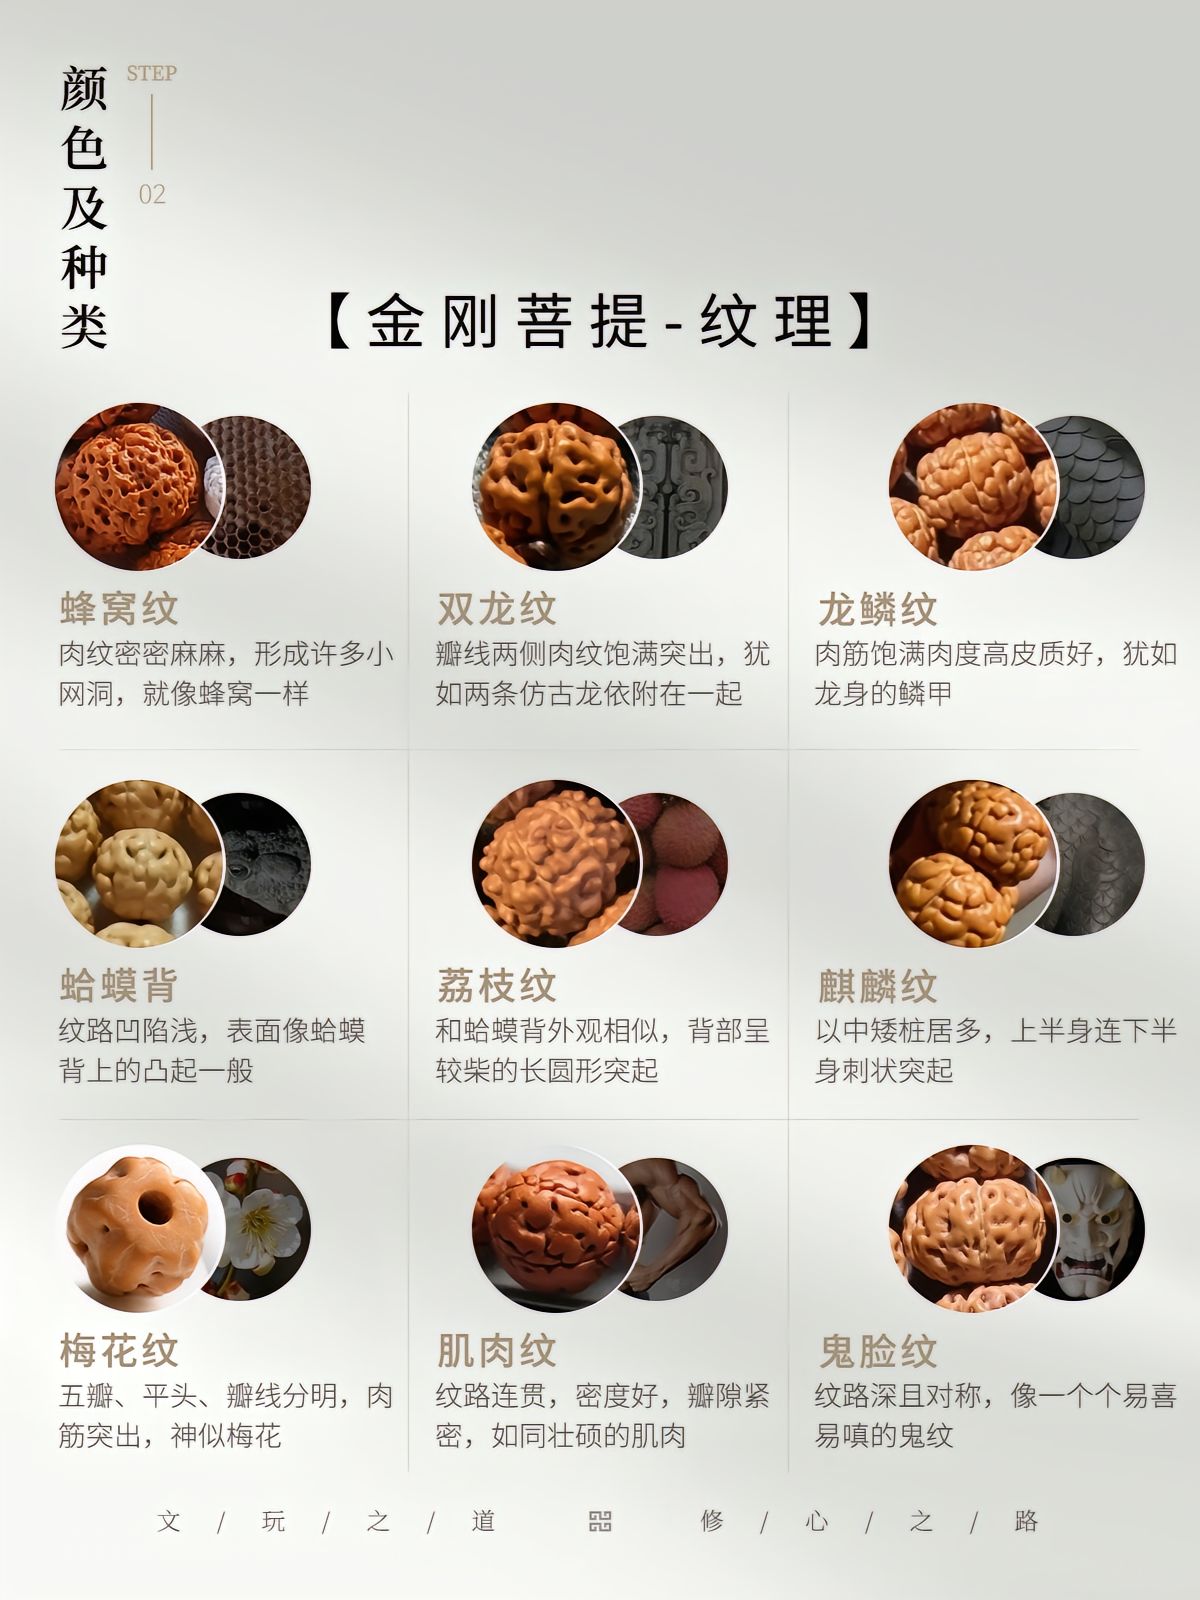 颜色及种类
STEP
02
【金刚菩提-纹理】
蜂窝纹
肉纹密密麻麻，形成许多小
网洞，就像蜂窝一样
双龙纹
瓣线两侧肉纹饱满突出，犹
如两条仿古龙依附在一起
龙鳞纹
肉筋饱满肉度高皮质好，犹如
龙身的鳞甲
蛤蟆背
纹路凹陷浅，表面像蛤蟆
背上的凸起一般
荔枝纹
和蛤蟆背外观相似，背部呈
较柴的长圆形突起
麒麟纹
以中矮桩居多，上半身连下半
身刺状突起
梅花纹
五瓣、平头、瓣线分明，肉
筋突出，神似梅花
肌肉纹
纹路连贯，密度好，瓣隙紧
密，如同壮硕的肌肉
鬼脸纹
纹路深且对称，像一个个易喜
易嗔的鬼纹
文 / 玩 / 之 / 道 修 / 心 / 之 / 路